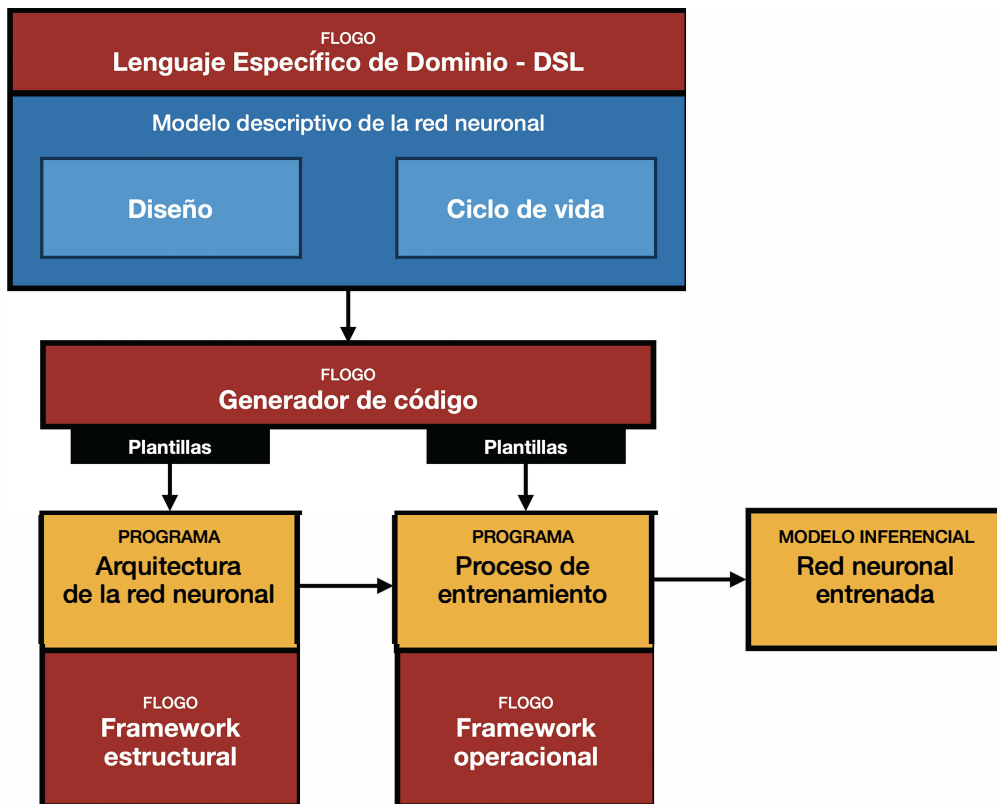 FLOGO
Lenguaje Específico de Dominio - DSL
Modelo descriptivo de la red neuronal
Diseño
Ciclo de vida
FLOGO
Generador de código
Plantillas
Plantillas
PROGRAMA
Arquitectura
de la red neuronal
PROGRAMA
Proceso de
entrenamiento
MODELO INFERENCIAL
Red neuronal
entrenada
FLOGO
Framework
estructural
FLOGO
Framework
operacional